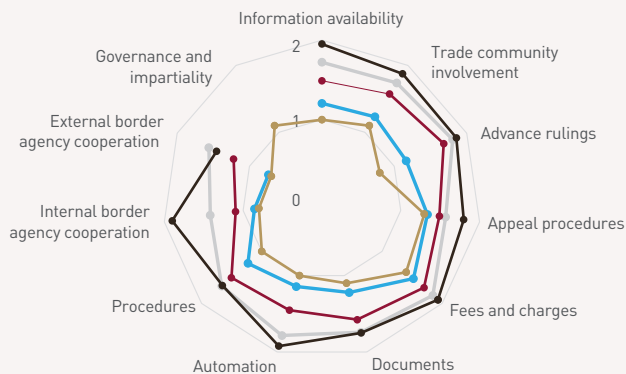 Information availability
Trade community
involvement
Advance rulings
Appeal procedures
Fees and charges
Documents
Automation
Procedures
Internal border
agency cooperation
External border
agency cooperation
Governance and
impartiality
2
1
0